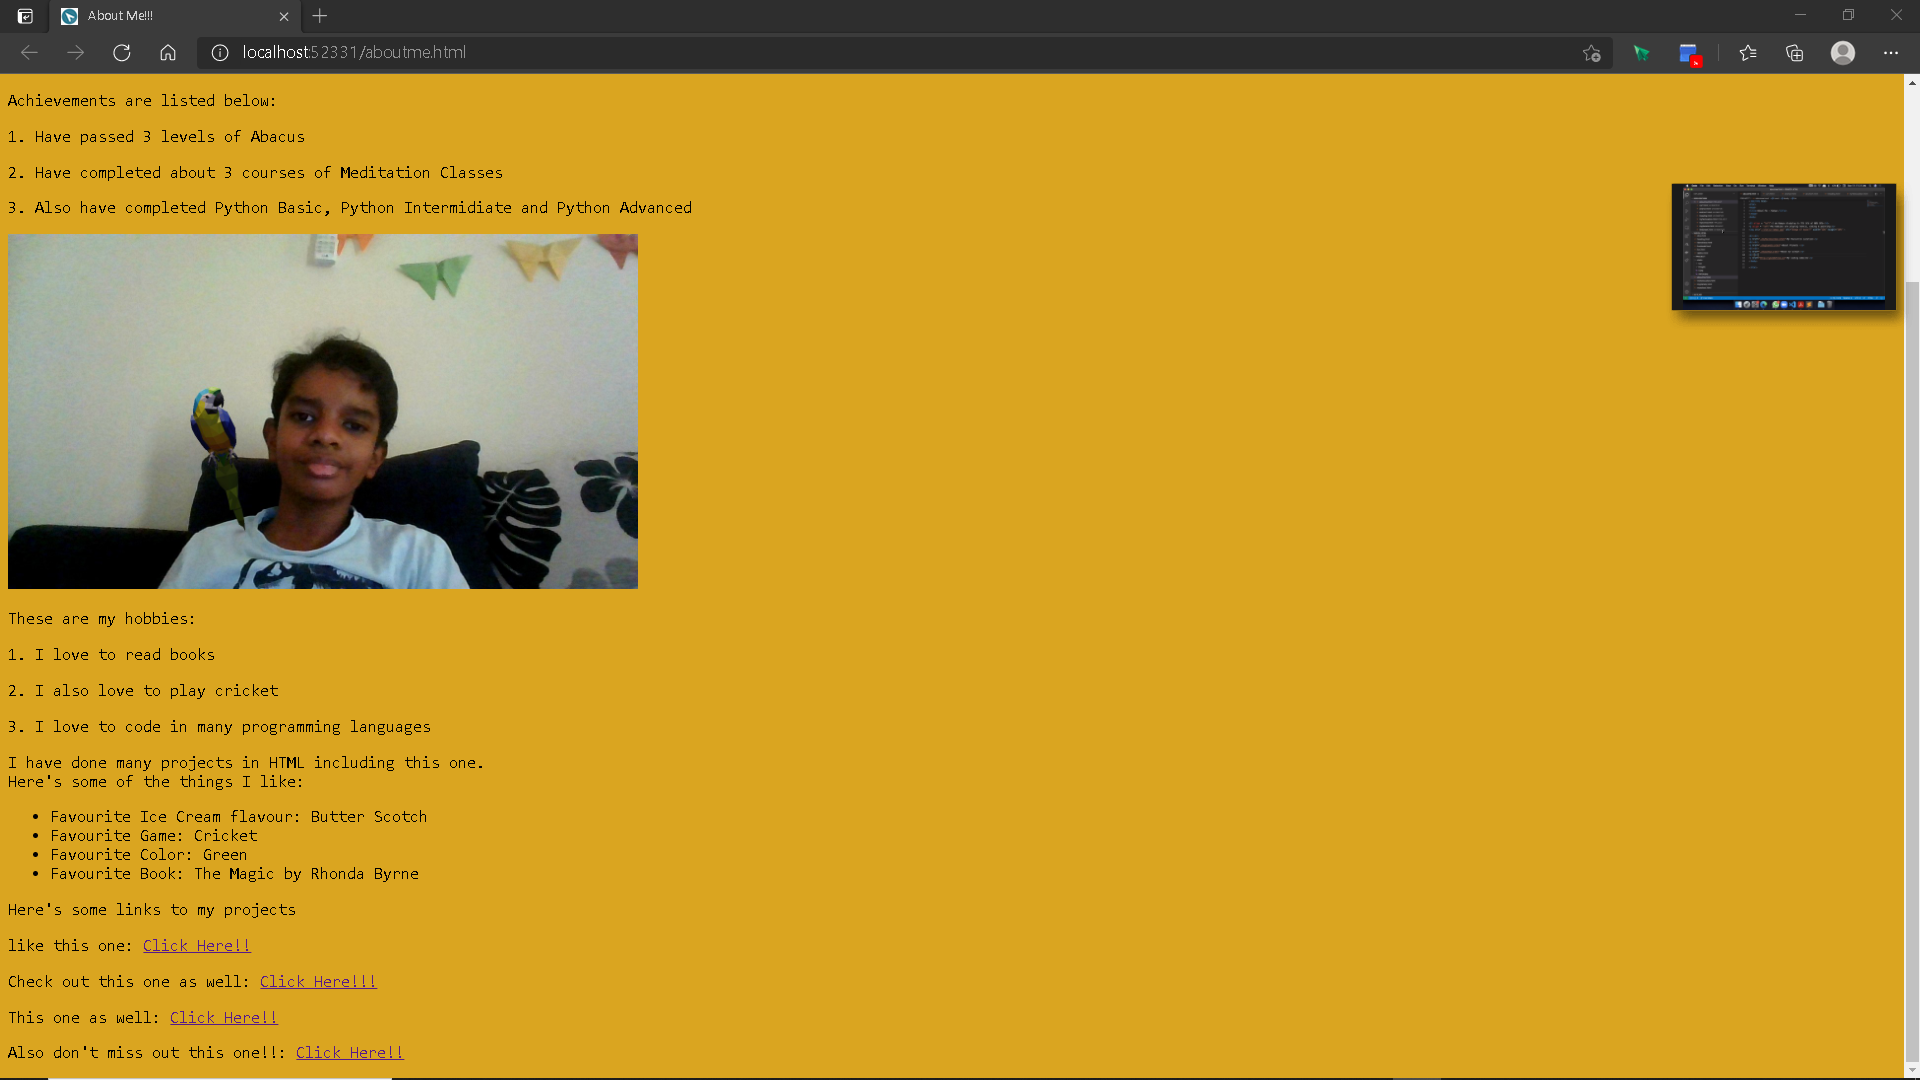 About Me!!!
localhost:52331/aboutme.html
Achievements are listed below:
1. Have passed 3 levels of Abacus
2. Have completed about 3 courses of Meditation Classes
3. Also have completed Python Basic, Python Intermidiate and Python Advanced
These are my hobbies:
1. I love to read books
2. I also love to play cricket
3. I love to code in many programming languages
I have done many projects in HTML including this one.
Here's some of the things I like:
• Favourite Ice Cream flavour: Butter Scotch
• Favourite Game: Cricket
• Favourite Color: Green
• Favourite Book: The Magic by Rhonda Byrne
Here's some links to my projects
like this one: Click Here!!
Check out this one as well: Click Here!!!
This one as well: Click Here!!
Also don't miss out this one!!: Click Here!!